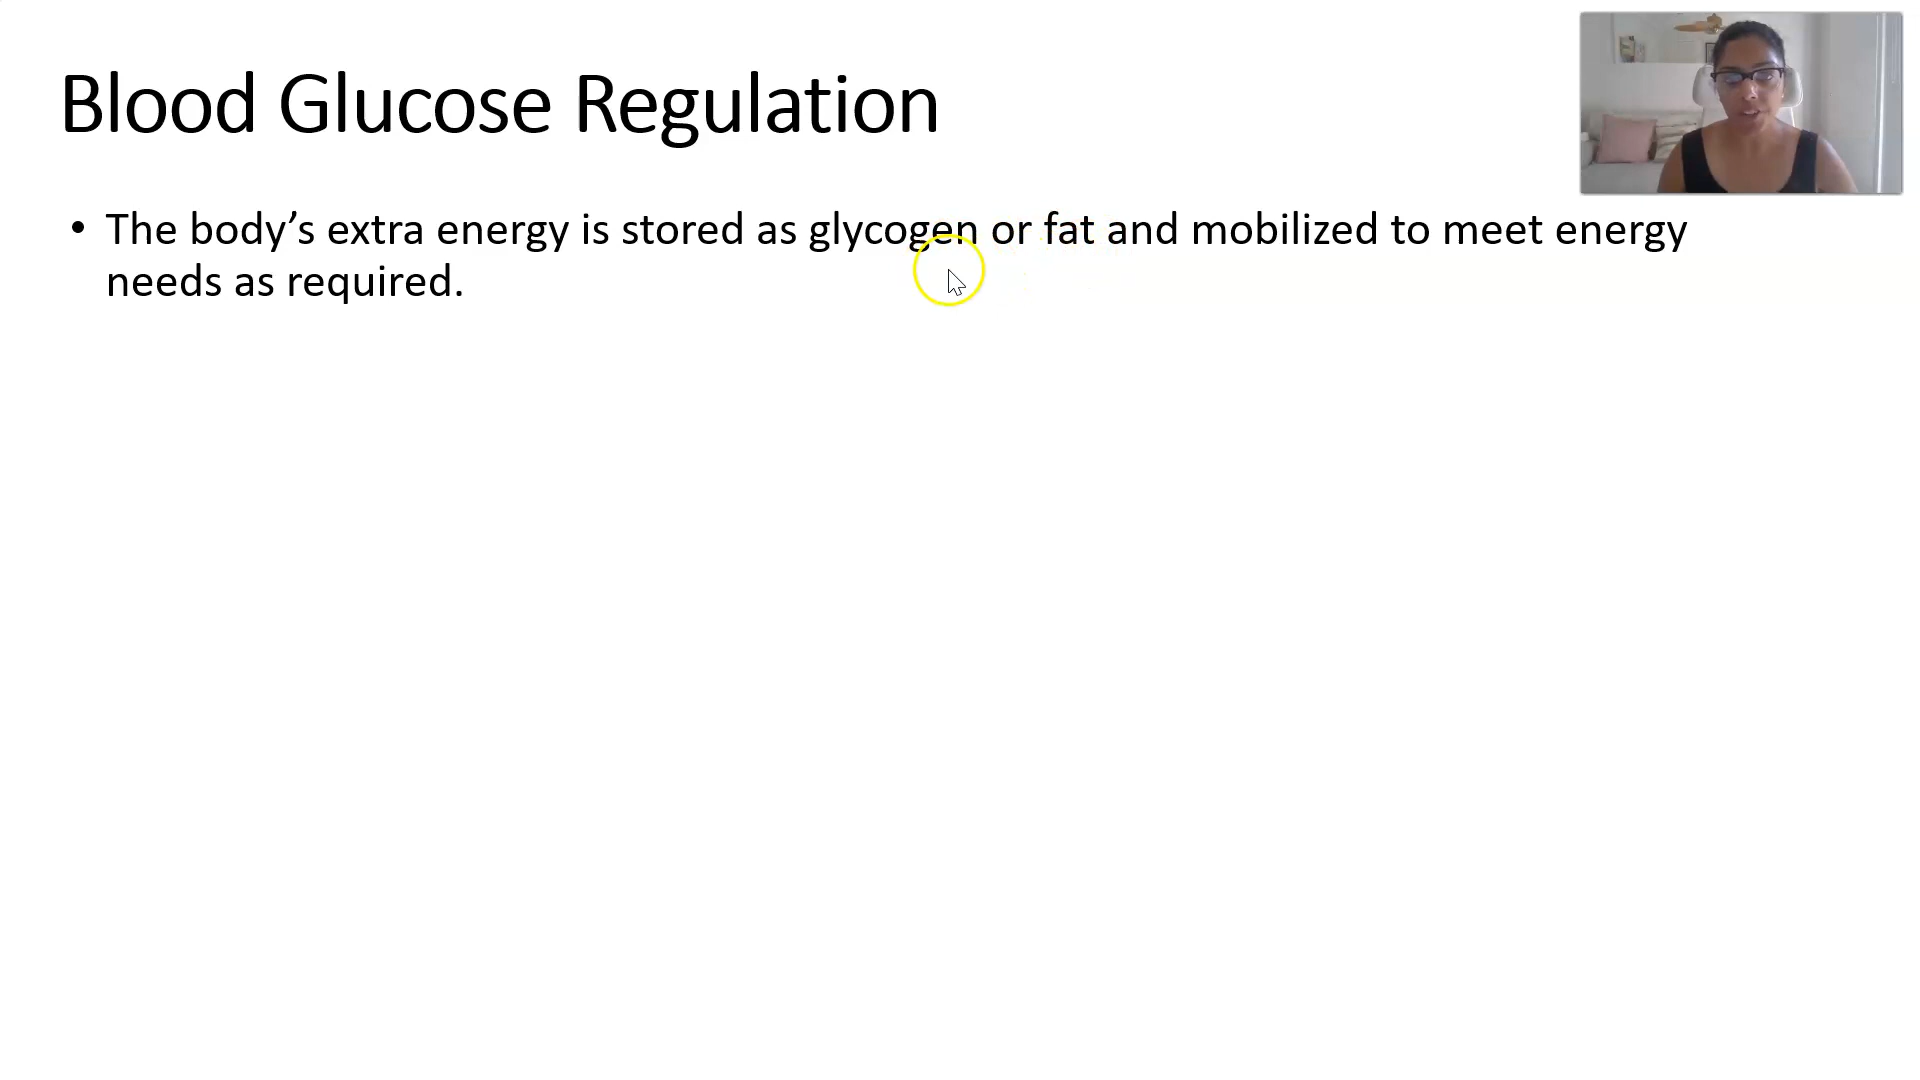 Blood Glucose Regulation
• The body’s extra energy is stored as glycogen or fat and mobilized to meet energy
needs as required.